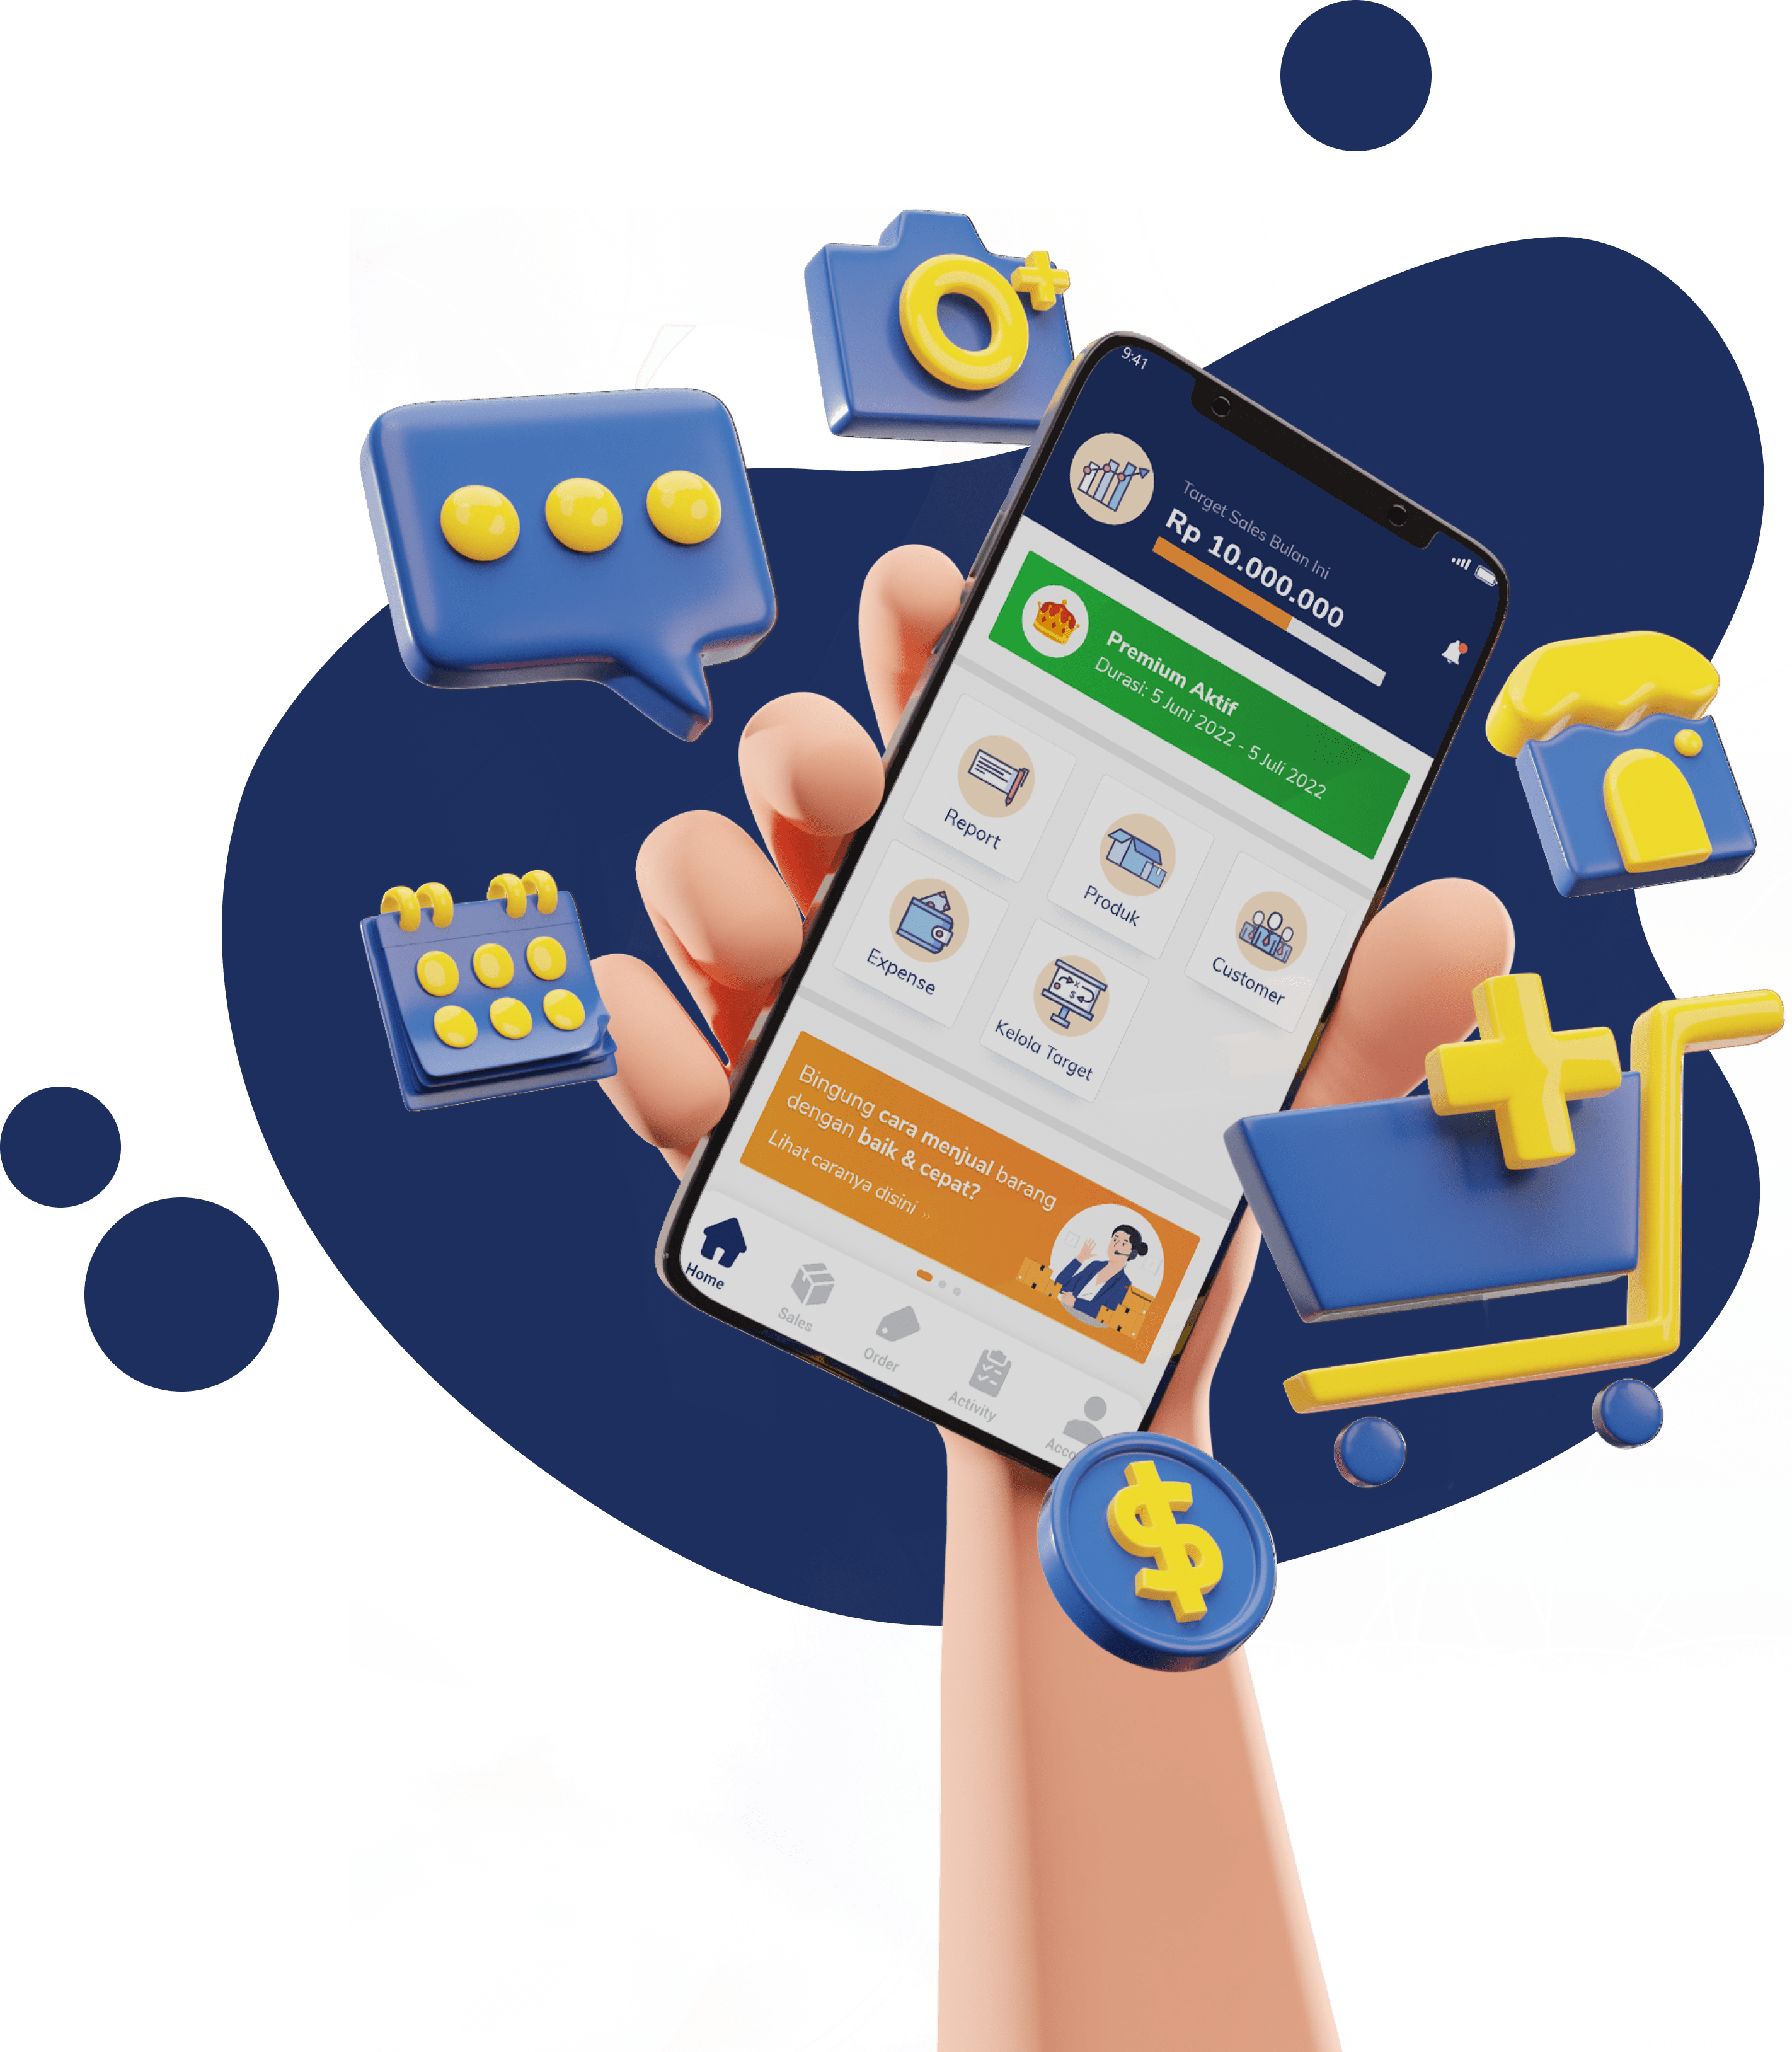 9:41
Target Sales Bulan Ini
Rp 10.000.000
Premium Aktif
Durasi: 5 Juni 2022 - 5 Juli 2022
Report
Produk
Customer
Expense
Kelola Target
Bingung cara menjual barang
dengan baik & cepat?
Lihat caranya disini »
Home
Sales
Order
Activity
$